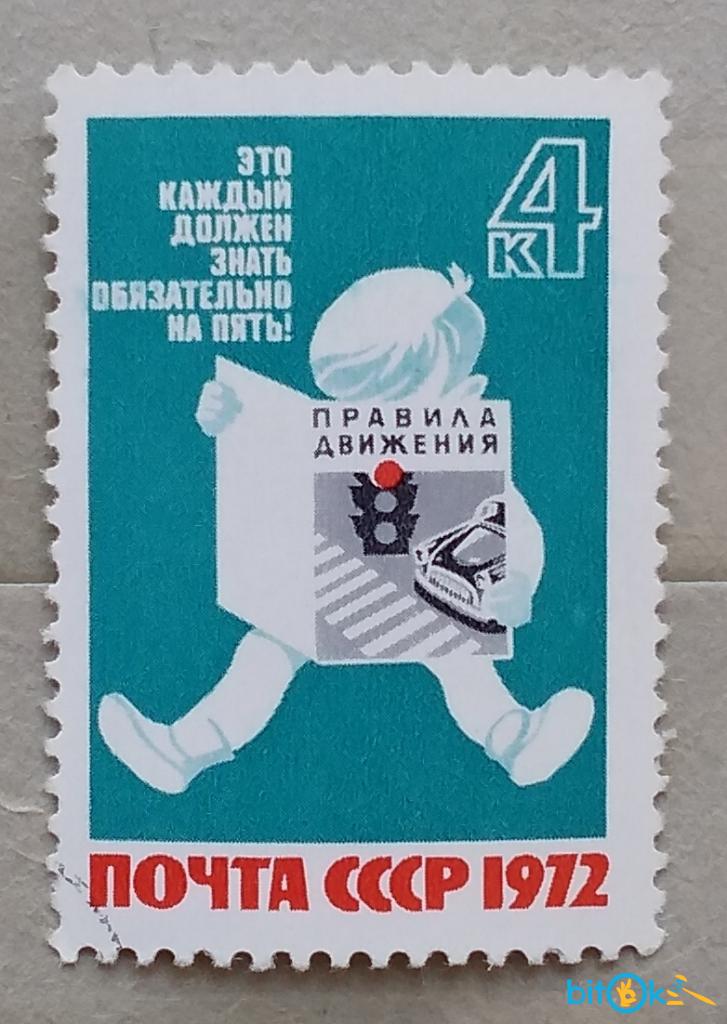 ЭТО
КАЖДЫЙ
ДОЛЖЕН
ЗНАТЬ
ОБЯЗАТЕЛЬНО
НА ПЯТЬ!
4
К
ПРАВИЛА
ДВИЖЕНИЯ
ПОЧТА СССР 1972
bitok